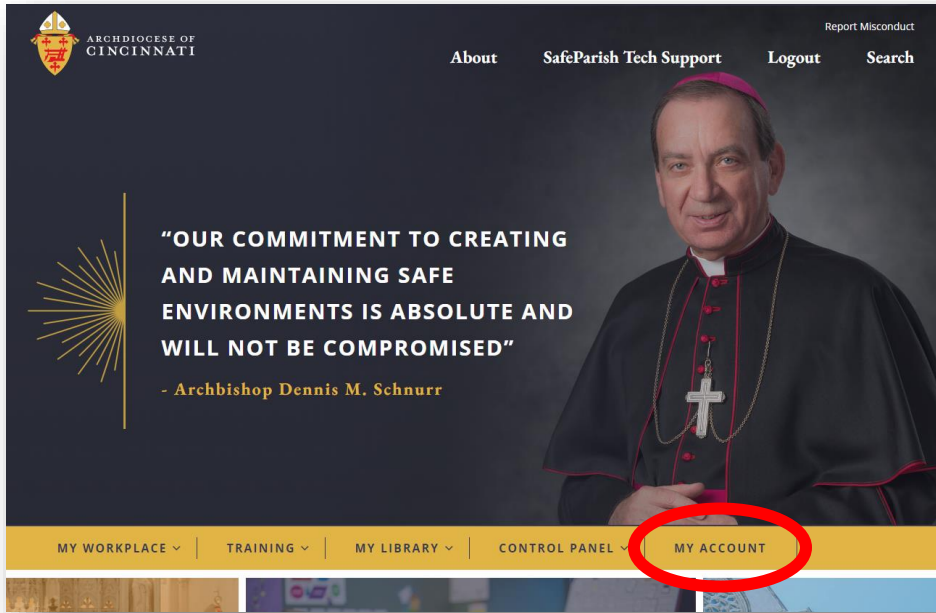 ARCHDIOCESE OF
CINCINNATI
Report Misconduct
About SafeParish Tech Support Logout Search
“OUR COMMITMENT TO CREATING
AND MAINTAINING SAFE
ENVIRONMENTS IS ABSOLUTE AND
WILL NOT BE COMPROMISED”
- Archbishop Dennis M. Schnurr
MY WORKPLACE TRAINING MY LIBRARY CONTROL PANEL MY ACCOUNT